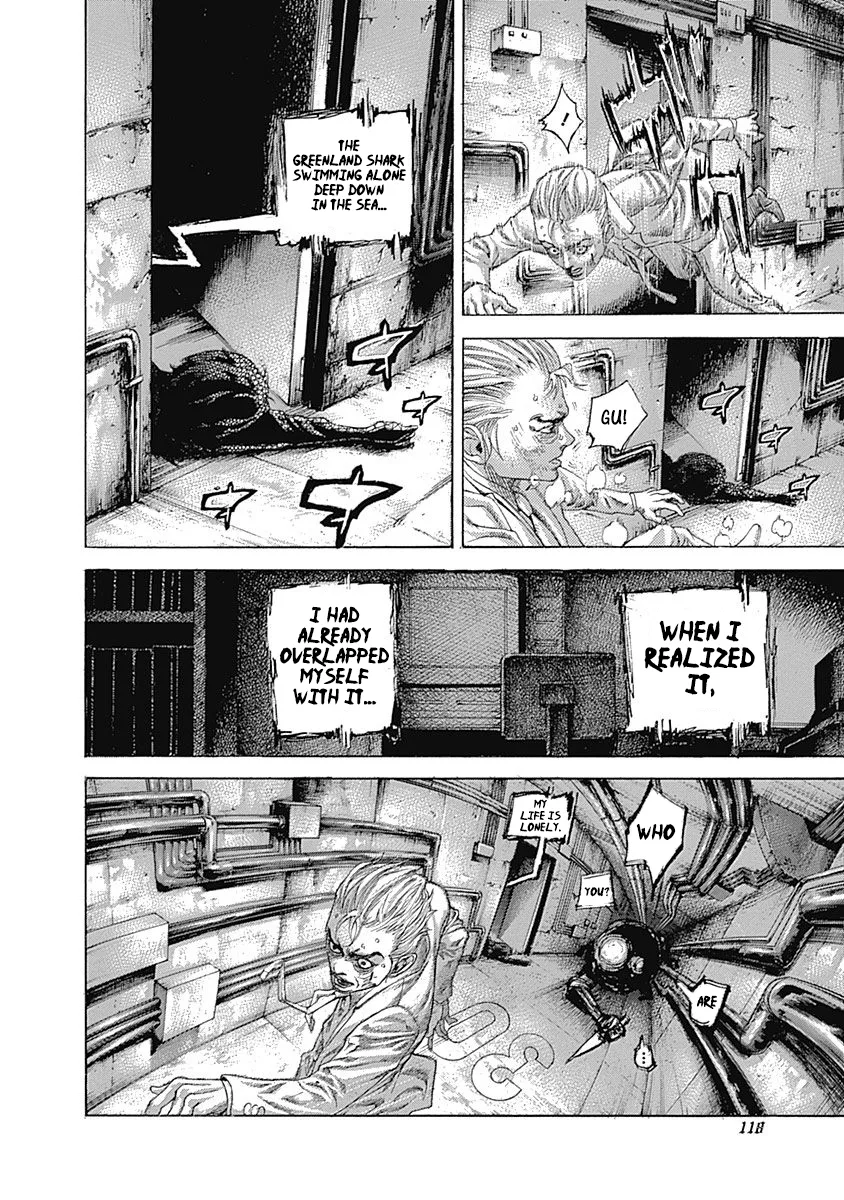 !
THE
GREENLAND SHARK
SWIMMING ALONE
DEEP DOWN
IN THE SEA...
GU!
WHEN I
REALIZED
IT,
I HAD
ALREADY
OVERLAPPED
MYSELF
WITH IT...
WHO
ARE
YOU?
MY
LIFE IS
LONELY.
...
118